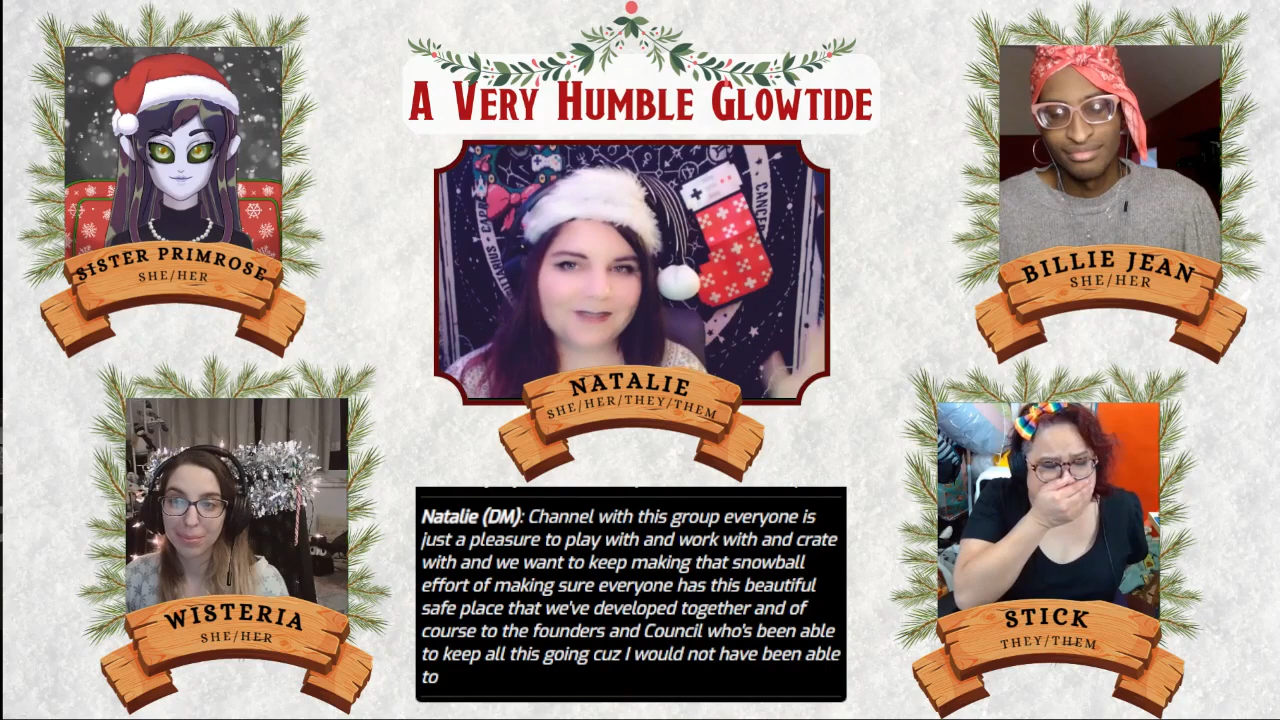 A Very Humble Glowtide
SISTER PRIMROSE
SHE/HER
BILLIE JEAN
SHE/HER
CANCER
NATALIE
SHE/HER/THEY/THEM
WISTERIA
SHE/HER
STICK
THEY/THEM
Natalie (DM): Channel with this group everyone is
just a pleasure to play with and work with and crate
with and we want to keep making that snowball
effort of making sure everyone has this beautiful
safe place that we've developed together and of
course to the founders and Council who's been able
to keep all this going cuz I would not have been able
to